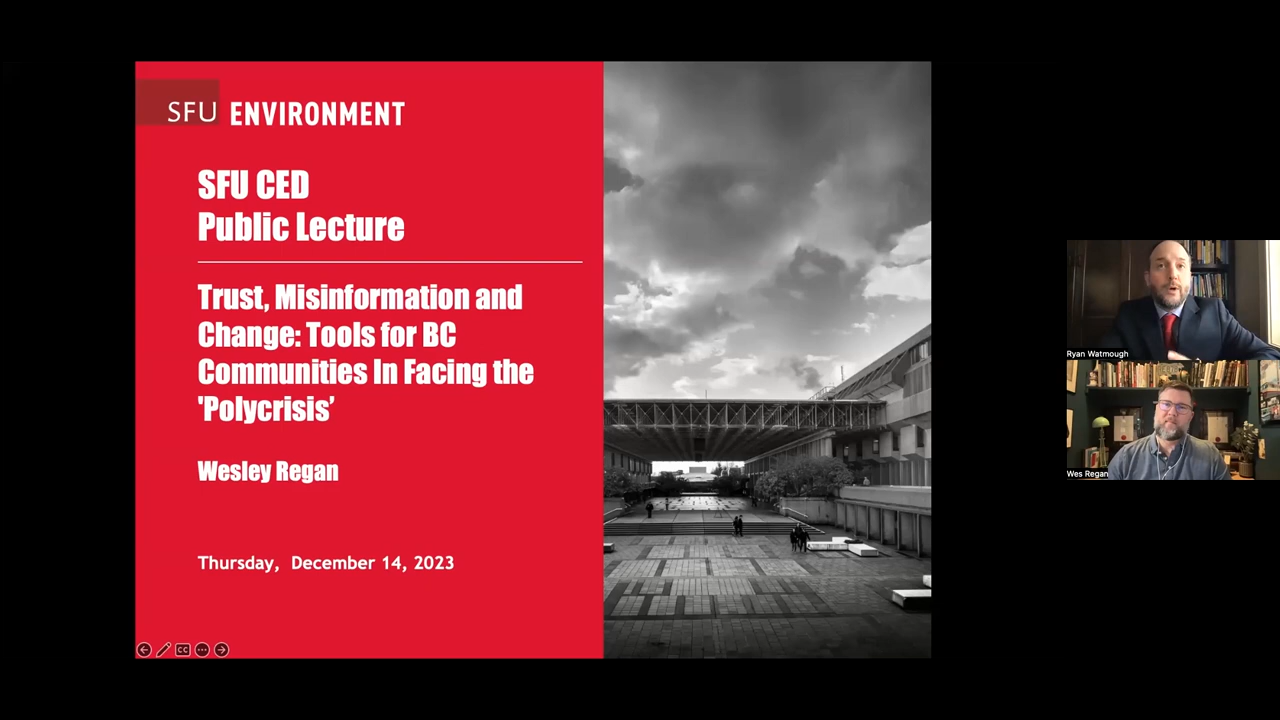 SFU ENVIRONMENT
SFU CED
Public Lecture
Trust, Misinformation and
Change: Tools for BC
Communities In Facing the
'Polycrisis’
Wesley Regan
Thursday, December 14, 2023
CC
Ryan Watmough
Wes Regan